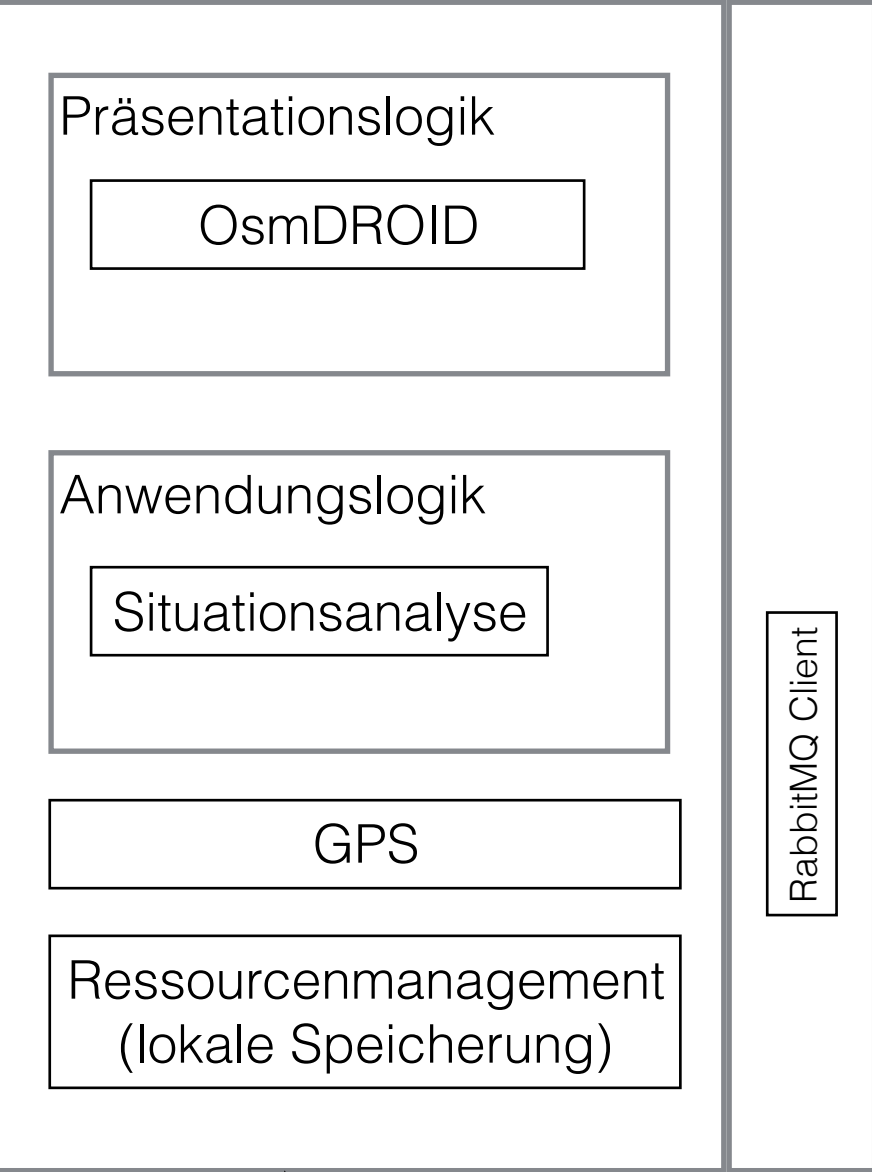 Präsentationslogik
OsmDROID
Anwendungslogik
Situationsanalyse
GPS
Ressourcenmanagement
(lokale Speicherung)
RabbitMQ Client